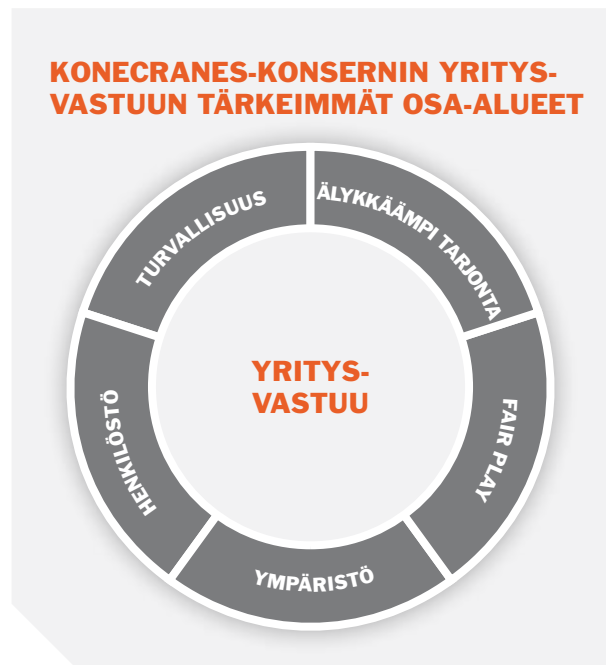 KONECRANES-KONSERNIN YRITYS-
VASTUUN TÄRKEIMMÄT OSA-ALUEET
TURVALLISUUS
ÄLYKKÄÄMPI TARJONTA
YRITYS-
VASTUU
HENKILÖSTÖ
FAIR PLAY
YMPÄRISTÖ